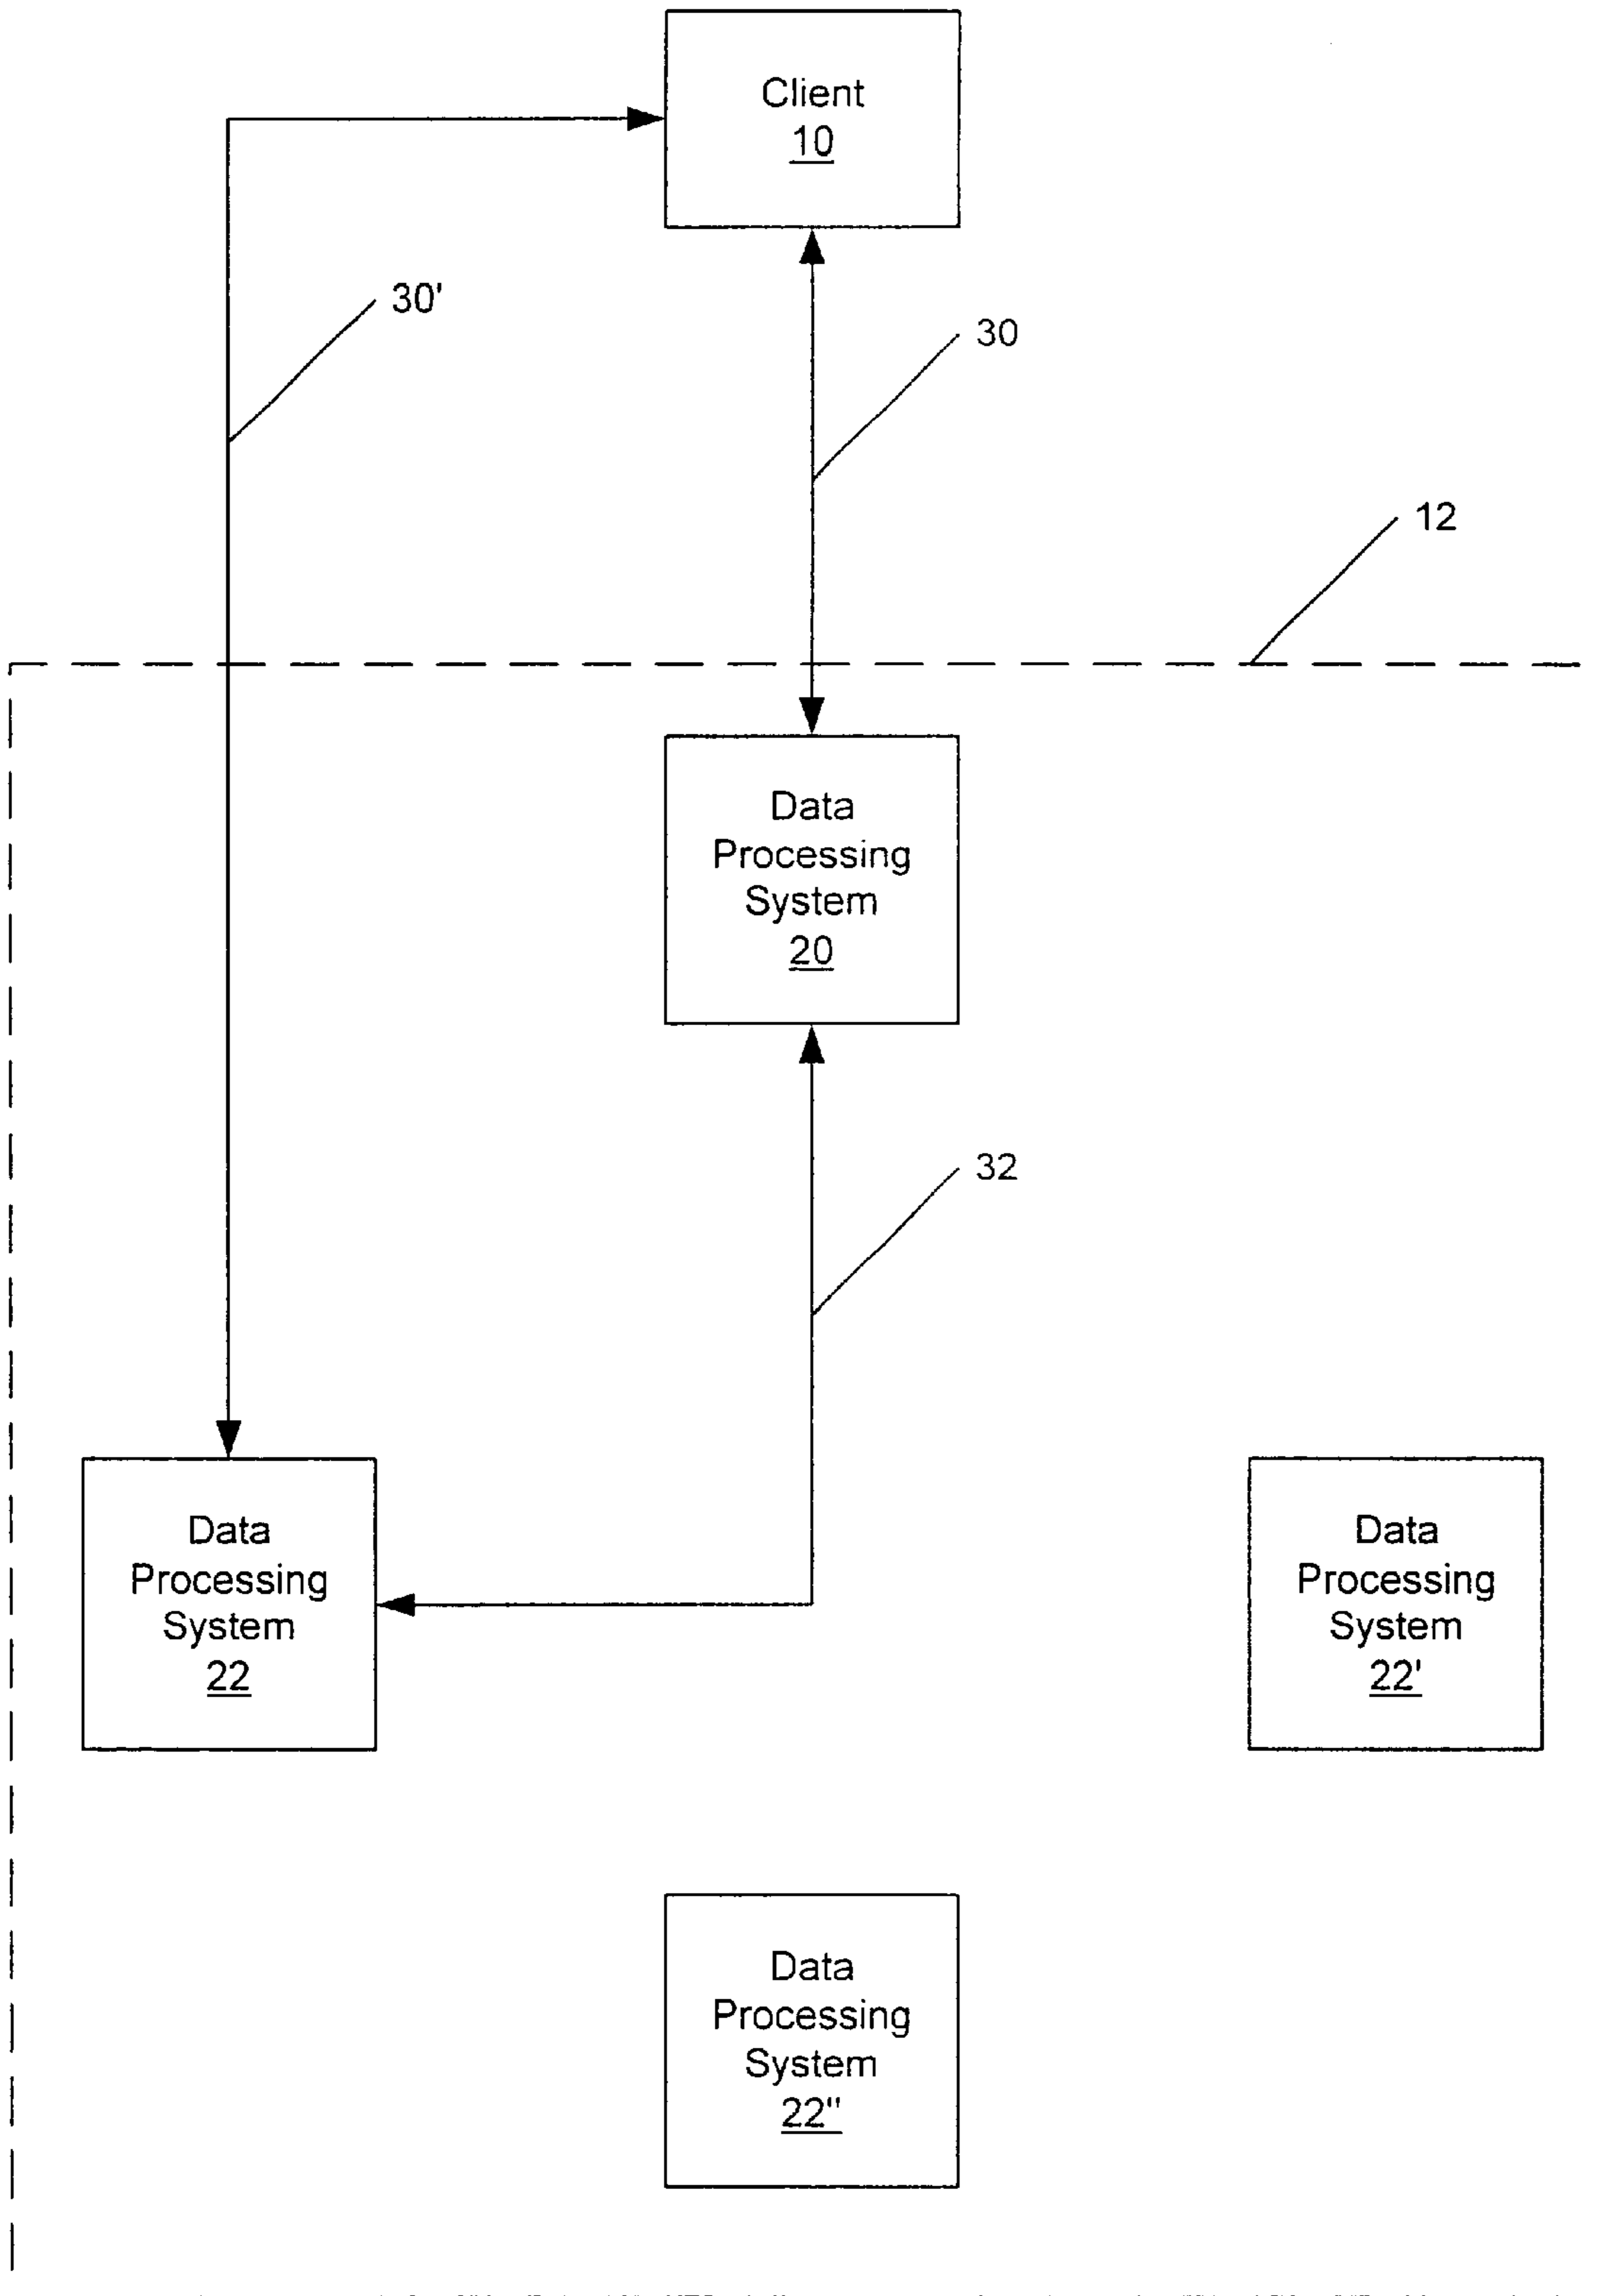 Client
10
30'
30
12
Data
Processing
System
20
32
Data
Processing
System
22
Data
Processing
System
22'
Data
Processing
System
22"